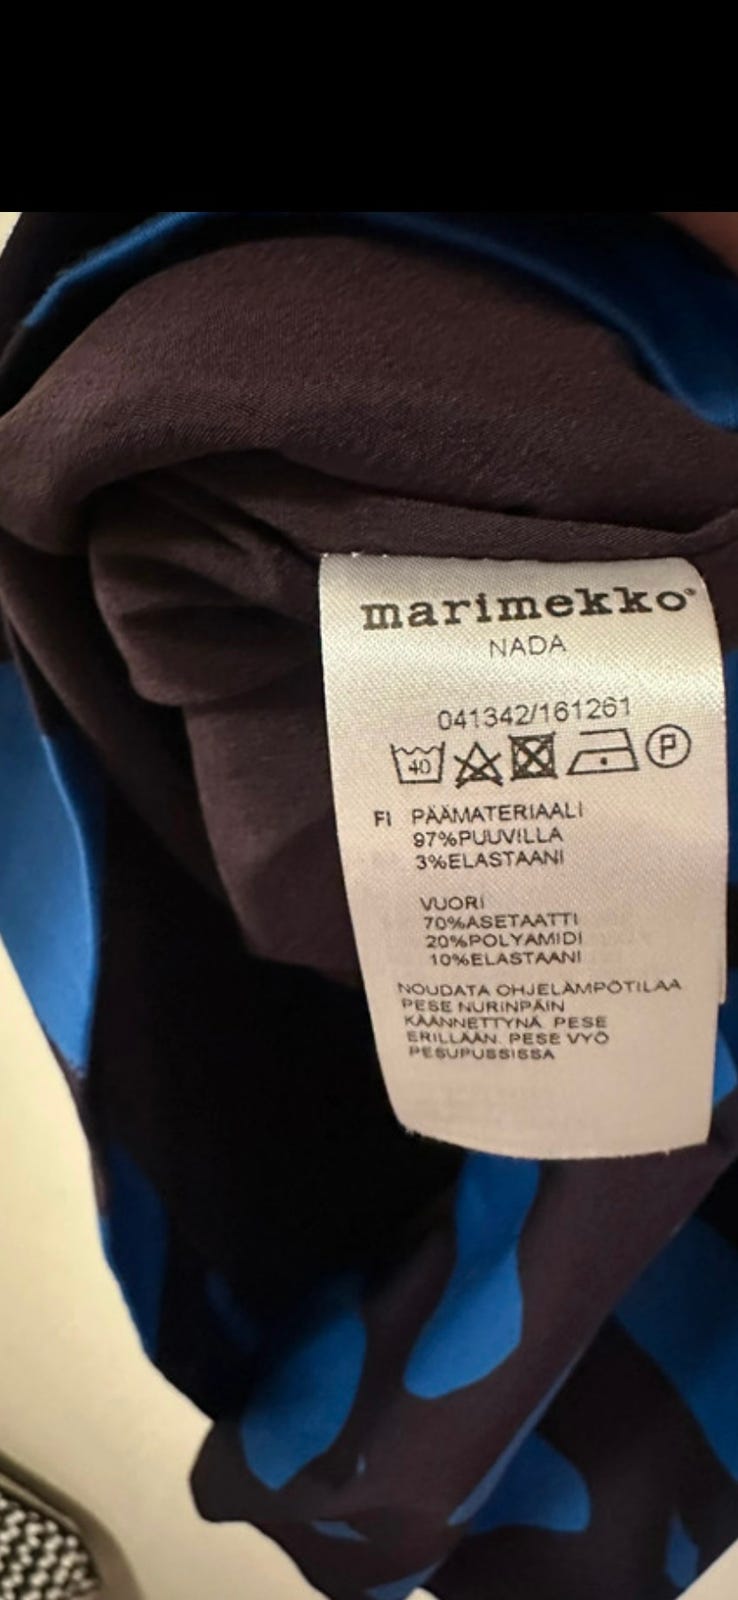 marimekko®
NADA
041342/161261
40 P
FI PÄÄMATERIAALI
97%PUUVILLA
3%ELASTAANI
VUORI
70%ASETAATTI
20%POLYAMIDI
10%ELASTAANI
NOUDATA OHJELÄMPÖTILAA
PESE NURINPÄIN
KÄÄNNETTYNÄ. PESE
ERILLÄÄN. PESE VYÖ
PESUPUSSISSA